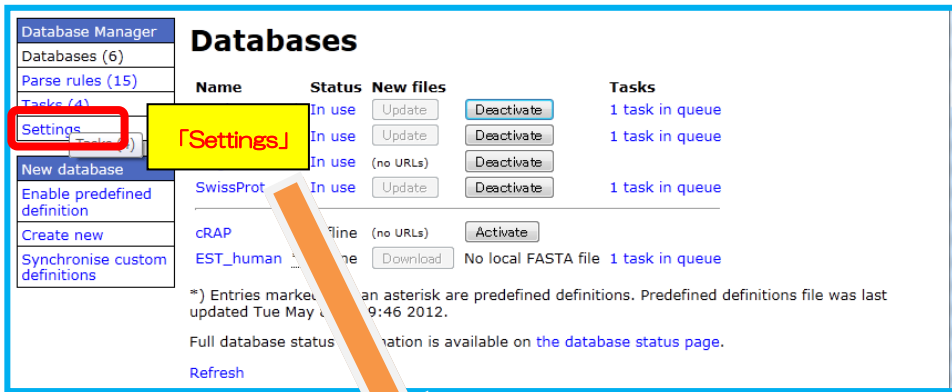 Database Manager
Databases (6)
Parse rules (15)
Tasks (4)
Settings
Tasks (4)
New database
Enable predefined
definition
Create new
Synchronise custom
definitions
Databases
Name Status New files Tasks
In use Update Deactivate 1 task in queue
「Settings」
In use Update Deactivate 1 task in queue
In use (no URLs) Deactivate
SwissProt In use Update Deactivate 1 task in queue
cRAP (no URLs) Activate
EST_human Download No local FASTA file 1 task in queue
*) Entries an asterisk are predefined definitions. Predefined definitions file was last
updated Tue May 9:46 2012.
Full database status is available on the database status page.
Refresh